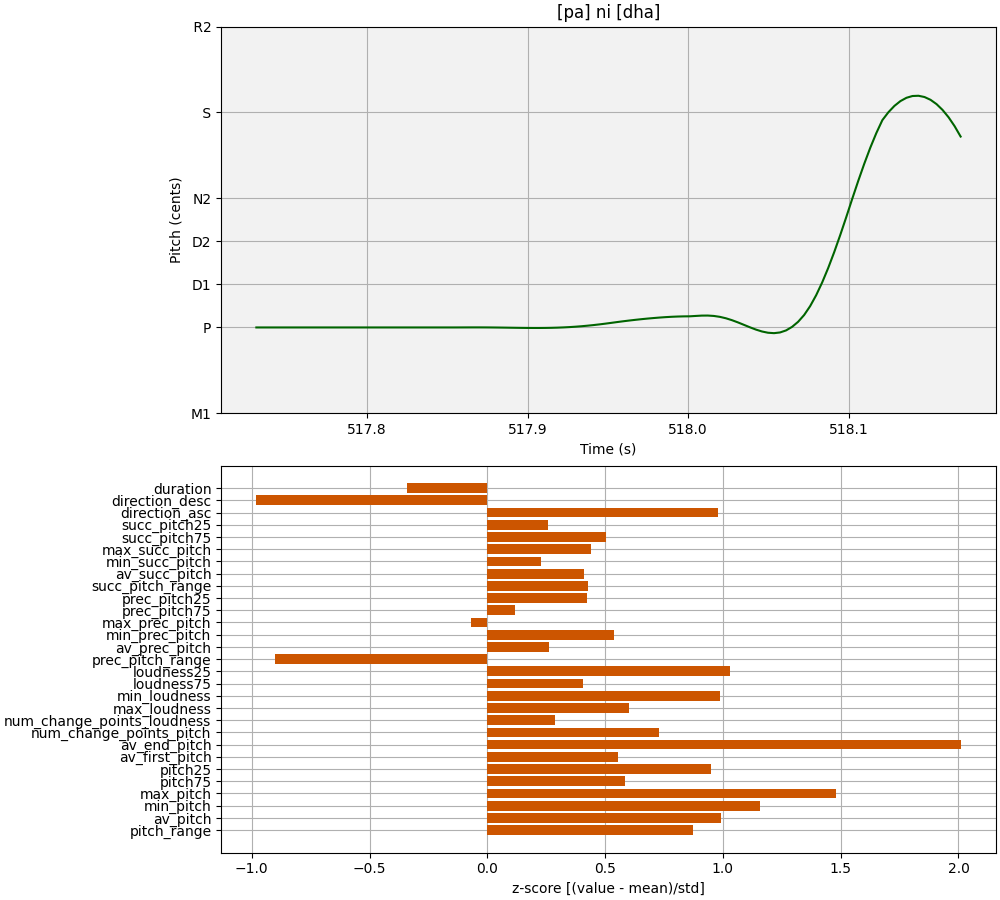 [pa] ni [dha]
R2
S
N2
D2
D1
P
M1
Pitch (cents)
517.8 517.9 518.0 518.1
Time (s)
duration
direction_desc
direction_asc
succ_pitch25
succ_pitch75
max_succ_pitch
min_succ_pitch
av_succ_pitch
succ_pitch_range
prec_pitch25
prec_pitch75
max_prec_pitch
min_prec_pitch
av_prec_pitch
prec_pitch_range
loudness25
loudness75
min_loudness
max_loudness
num_change_points_loudness
num_change_points_pitch
av_end_pitch
av_first_pitch
pitch25
pitch75
max_pitch
min_pitch
av_pitch
pitch_range
−1.0 −0.5 0.0 0.5 1.0 1.5 2.0
z-score [(value - mean)/std]